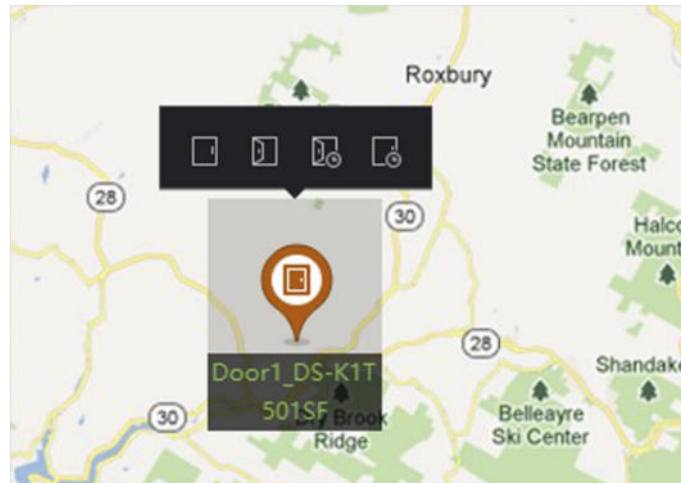 Roxbury
Bearpen
Mountain
State Forest
28
30
Halco
Mount
Door1_DS-K1T
501SF
28
Shandake
30
Dry Brook
Ridge
Belleayre
Ski Center